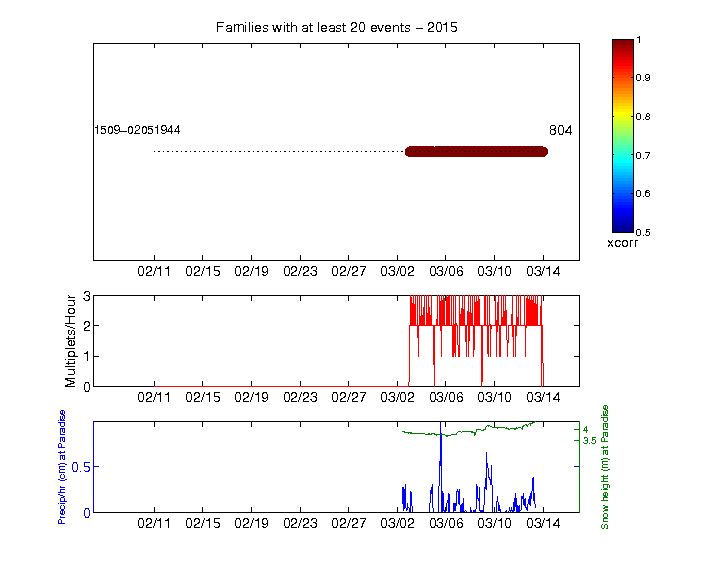 Families with at least 20 events – 2015
1509–02051944
804
02/11 02/15 02/19 02/23 02/27 03/02 03/06 03/10 03/14
1
0.9
0.8
0.7
0.6
0.5
xcorr
Multiplets/Hour
3
2
1
0
02/11 02/15 02/19 02/23 02/27 03/02 03/06 03/10 03/14
Precip/hr (cm) at Paradise
0.5
0
4
3.5
Snow height (m) at Paradise
02/11 02/15 02/19 02/23 02/27 03/02 03/06 03/10 03/14